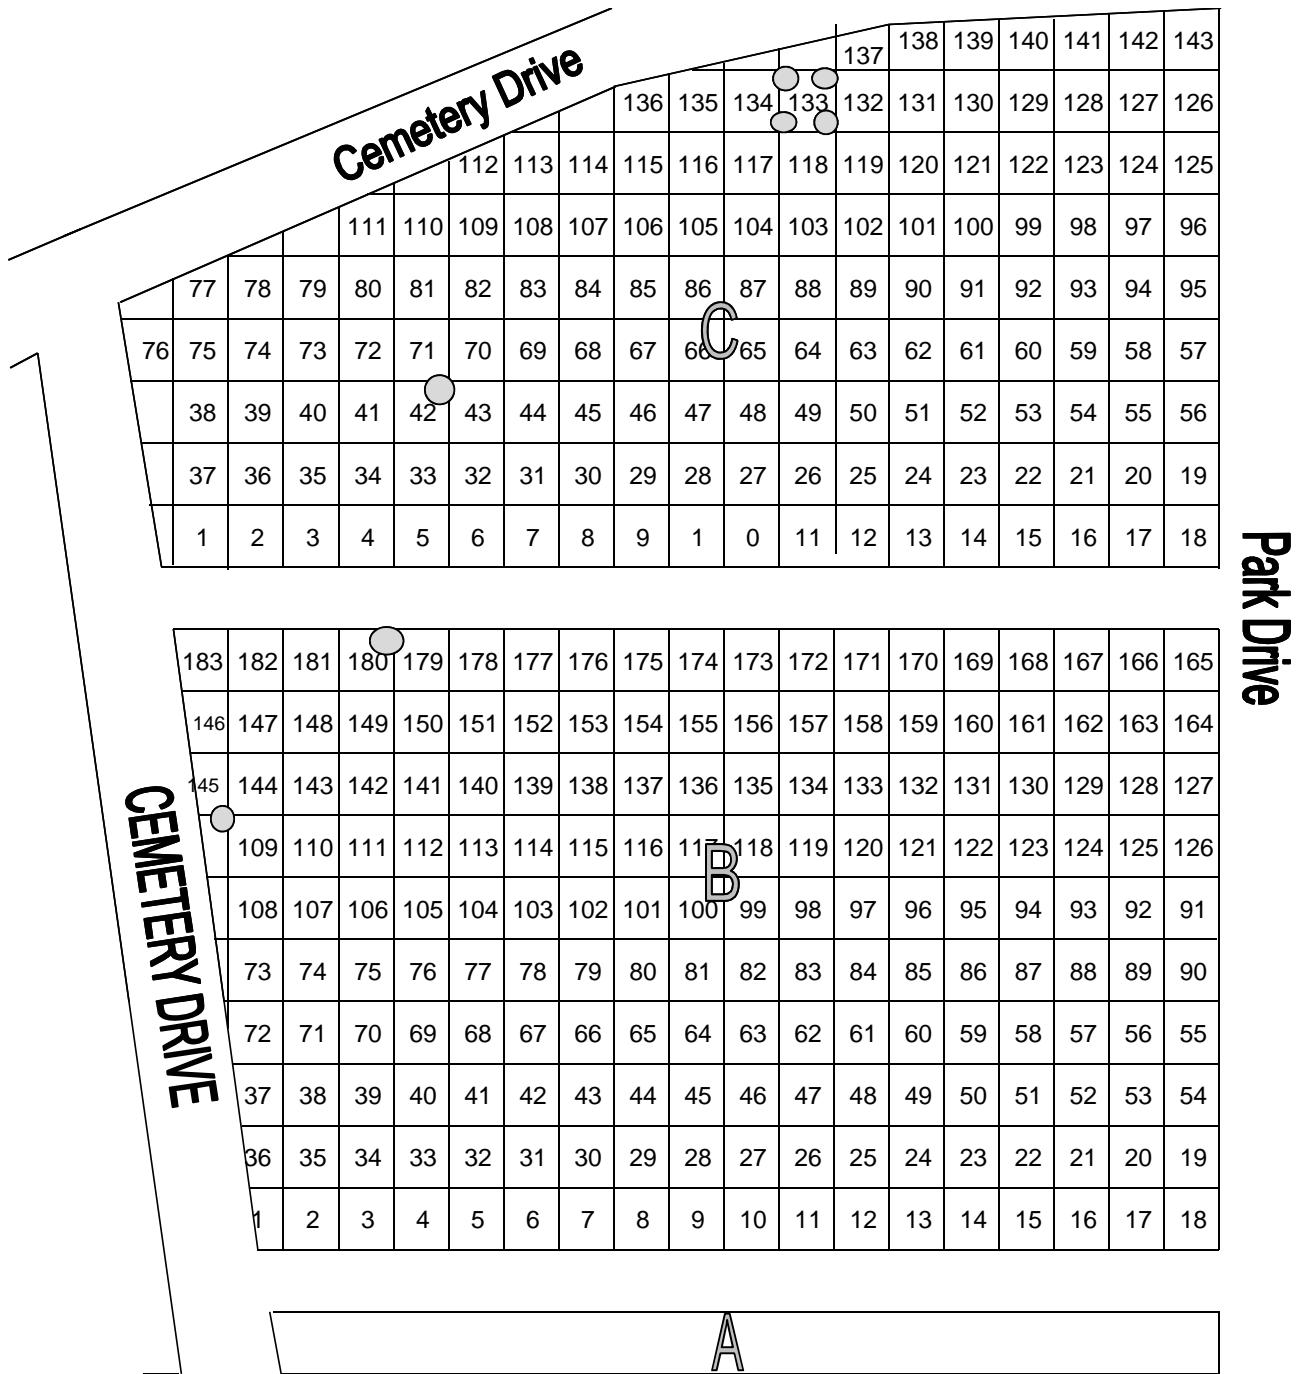 Cemetery Drive
137 138 139 140 141 142 143
136 135 134 133 132 131 130 129 128 127 126
112 113 114 115 116 117 118 119 120 121 122 123 124 125
111 110 109 108 107 106 105 104 103 102 101 100 99 98 97 96
77 78 79 80 81 82 83 84 85 86 87 88 89 90 91 92 93 94 95
C
76 75 74 73 72 71 70 69 68 67 66 65 64 63 62 61 60 59 58 57
38 39 40 41 42 43 44 45 46 47 48 49 50 51 52 53 54 55 56
37 36 35 34 33 32 31 30 29 28 27 26 25 24 23 22 21 20 19
1 2 3 4 5 6 7 8 9 1 0 11 12 13 14 15 16 17 18
Park Drive
183 182 181 180 179 178 177 176 175 174 173 172 171 170 169 168 167 166 165
146 147 148 149 150 151 152 153 154 155 156 157 158 159 160 161 162 163 164
145 144 143 142 141 140 139 138 137 136 135 134 133 132 131 130 129 128 127
CEMETERY DRIVE
109 110 111 112 113 114 115 116 117 118 119 120 121 122 123 124 125 126
B
108 107 106 105 104 103 102 101 100 99 98 97 96 95 94 93 92 91
73 74 75 76 77 78 79 80 81 82 83 84 85 86 87 88 89 90
72 71 70 69 68 67 66 65 64 63 62 61 60 59 58 57 56 55
37 38 39 40 41 42 43 44 45 46 47 48 49 50 51 52 53 54
36 35 34 33 32 31 30 29 28 27 26 25 24 23 22 21 20 19
1 2 3 4 5 6 7 8 9 10 11 12 13 14 15 16 17 18
A